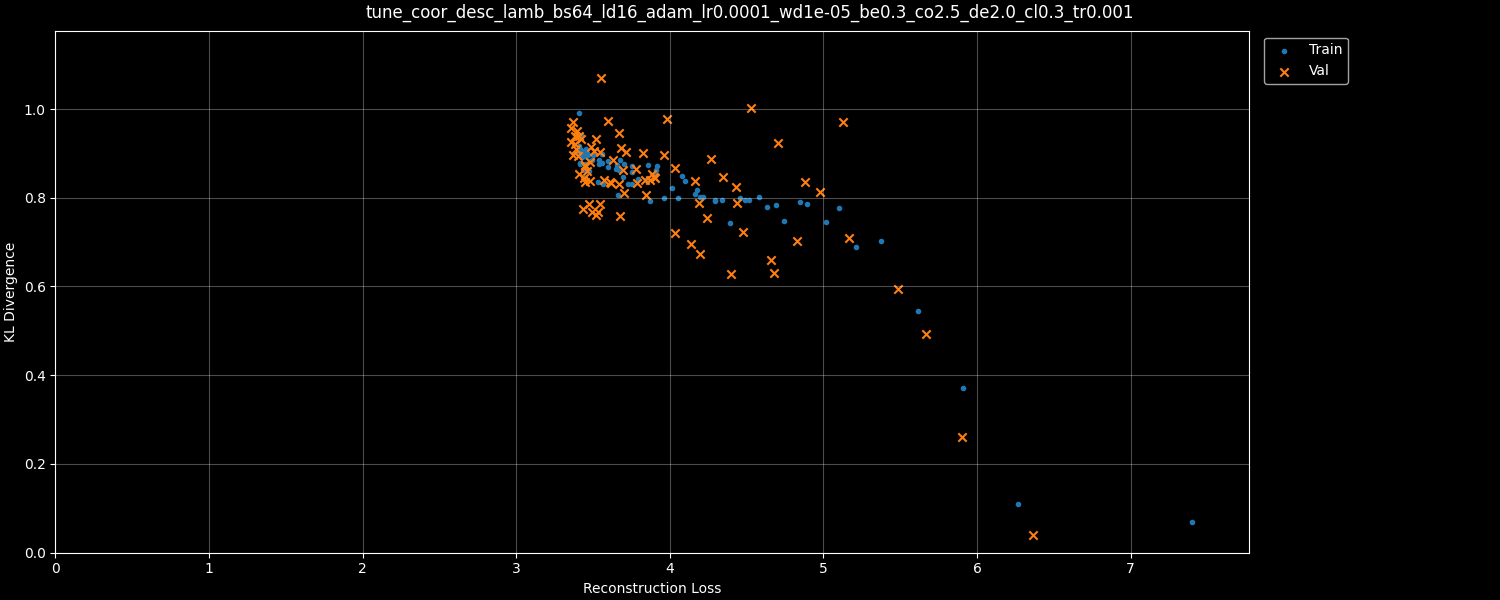 tune_coor_desc_lamb_bs64_ld16_adam_lr0.0001_wd1e-05_be0.3_co2.5_de2.0_cl0.3_tr0.001
Train
Val
KL Divergence
1.0
0.8
0.6
0.4
0.2
0.0
0 1 2 3 4 5 6 7
Reconstruction Loss